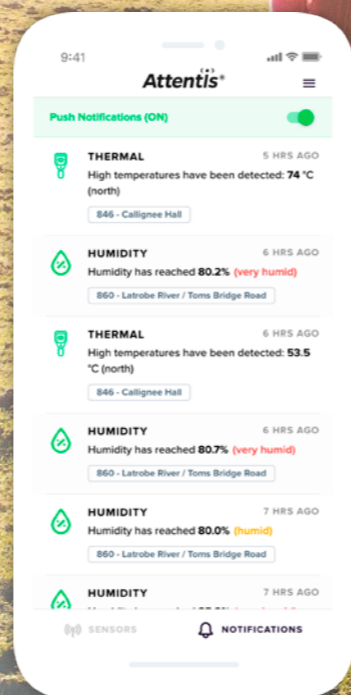 9:41
Attentis®
Push Notifications (ON)
THERMAL 5 HRS AGO
High temperatures have been detected: 74 °C
(north)
846 - Callignee Hall
HUMIDITY 6 HRS AGO
Humidity has reached 80.2% (very humid)
860 - Latrobe River / Toms Bridge Road
THERMAL 6 HRS AGO
High temperatures have been detected: 53.5
°C (north)
846 - Callignee Hall
HUMIDITY 6 HRS AGO
Humidity has reached 80.7% (very humid)
860 - Latrobe River / Toms Bridge Road
HUMIDITY 7 HRS AGO
Humidity has reached 80.0% (humid)
860 - Latrobe River / Toms Bridge Road
HUMIDITY 7 HRS AGO
SENSORS NOTIFICATIONS